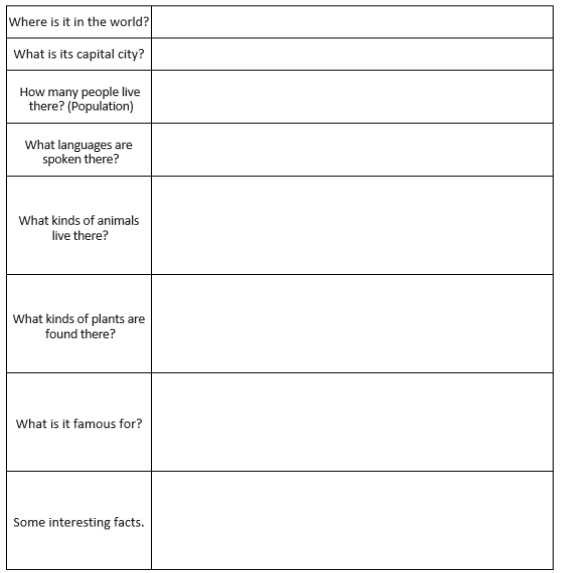 Where is it in the world?
What is its capital city?
How many people live
there? (Population)
What languages are
spoken there?
What kinds of animals
live there?
What kinds of plants are
found there?
What is it famous for?
Some interesting facts.